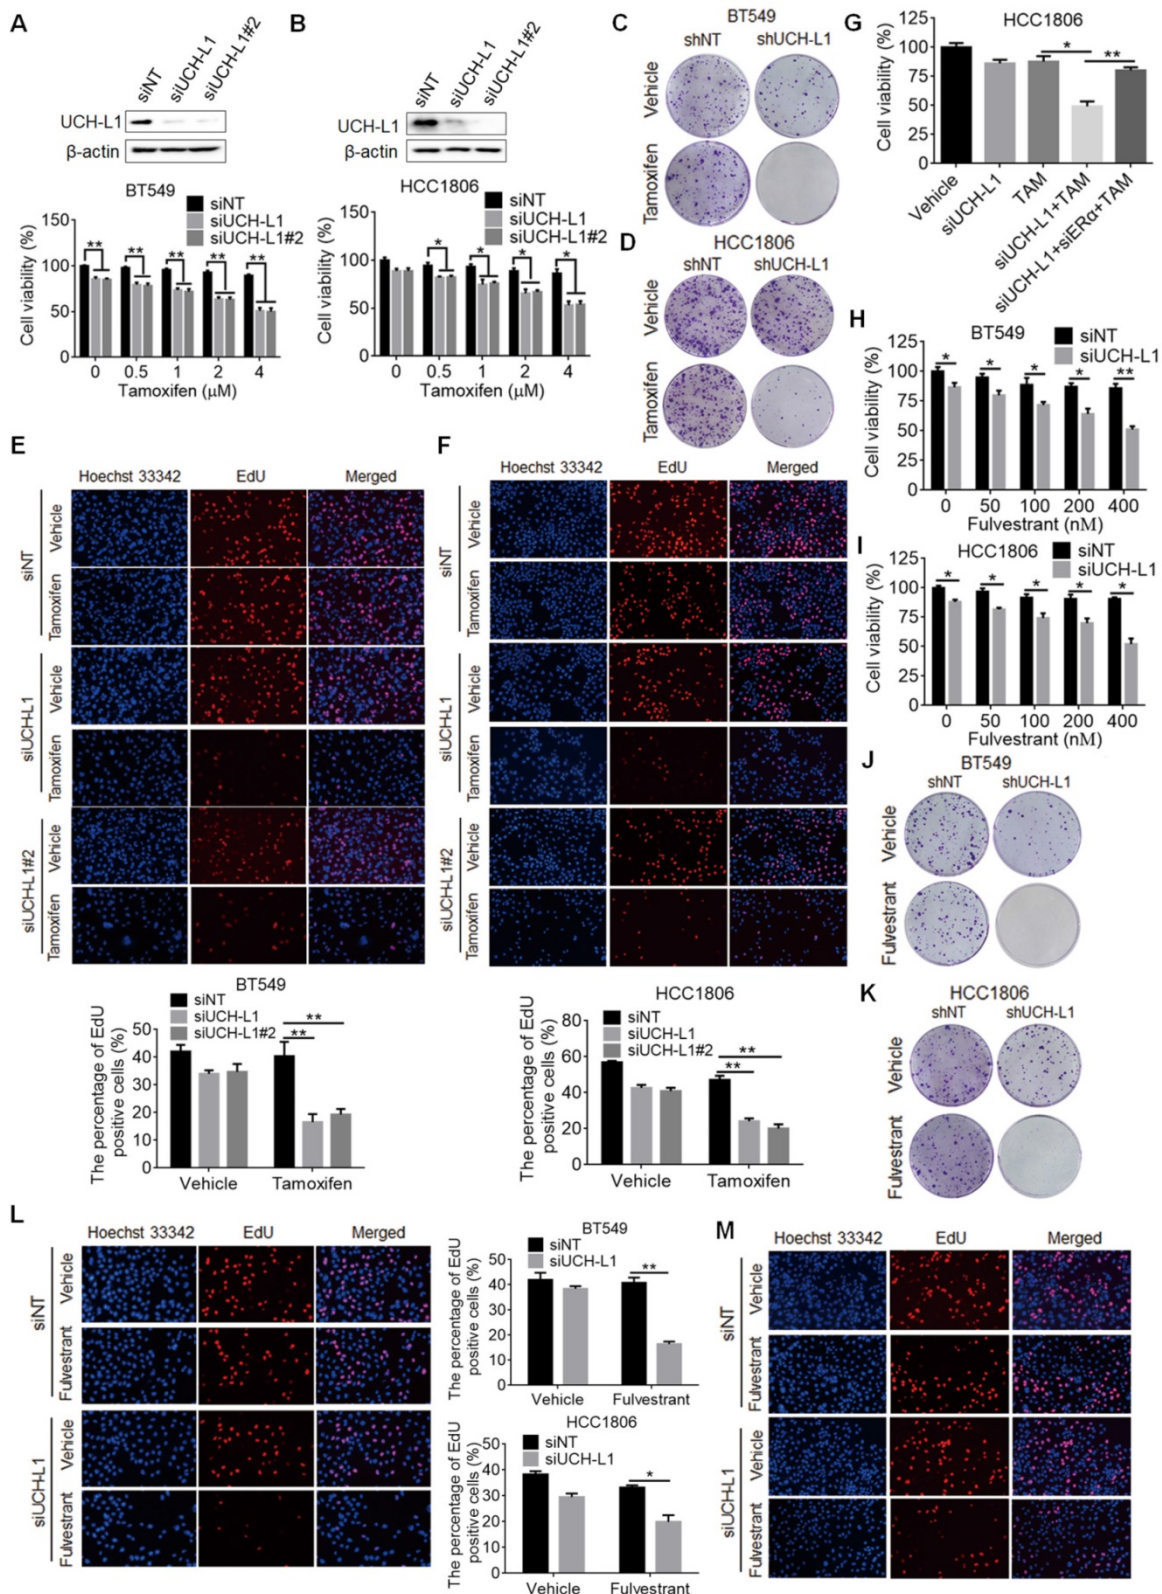 A
siNT
siUCH-L1
siUCH-L1#2
UCH-L1
β-actin
BT549
siNT
siUCH-L1
siUCH-L1#2
Cell viability (%)
150
100
50
0
** ** ** ** **
0 0.5 1 2 4
Tamoxifen (μM)
B
siNT
siUCH-L1
siUCH-L1#2
UCH-L1
β-actin
HCC1806
siNT
siUCH-L1
siUCH-L1#2
Cell viability (%)
150
100
50
0
* * * *
0 0.5 1 2 4
Tamoxifen (μM)
C
BT549
shNT shUCH-L1
Vehicle
Tamoxifen
D
HCC1806
shNT shUCH-L1
Vehicle
Tamoxifen
G
HCC1806
Cell viability (%)
125
100
75
50
25
0
* **
Vehicle
siUCH-L1
TAM
siUCH-L1+TAM
siUCH-L1+siERα+TAM
H
BT549
siNT
siUCH-L1
Cell viability (%)
125
100
75
50
25
0
* * * * **
0 50 100 200 400
Fulvestrant (nM)
I
HCC1806
siNT
siUCH-L1
Cell viability (%)
125
100
75
50
25
0
* * * * *
0 50 100 200 400
Fulvestrant (nM)
E
Hoechst 33342 EdU Merged
siNT
Vehicle
Tamoxifen
siUCH-L1
Vehicle
Tamoxifen
siUCH-L1#2
Vehicle
Tamoxifen
BT549
siNT
siUCH-L1
siUCH-L1#2
The percentage of EdU
positive cells (%)
50
40
30
20
10
0
**
**
Vehicle Tamoxifen
F
Hoechst 33342 EdU Merged
siNT
Vehicle
Tamoxifen
siUCH-L1
Vehicle
Tamoxifen
siUCH-L1#2
Vehicle
Tamoxifen
HCC1806
siNT
siUCH-L1
siUCH-L1#2
The percentage of EdU
positive cells (%)
80
60
40
20
0
**
**
Vehicle Tamoxifen
J
BT549
shNT shUCH-L1
Vehicle
Fulvestrant
K
HCC1806
shNT shUCH-L1
Vehicle
Fulvestrant
L
Hoechst 33342 EdU Merged
siNT
Vehicle
Fulvestrant
siUCH-L1
Vehicle
Fulvestrant
BT549
siNT
siUCH-L1
The percentage of EdU
positive cells (%)
50
40
30
20
10
0
**
Vehicle Fulvestrant
HCC1806
siNT
siUCH-L1
The percentage of EdU
positive cells (%)
50
40
30
20
10
0
*
Vehicle Fulvestrant
M
Hoechst 33342 EdU Merged
siNT
Vehicle
Fulvestrant
siUCH-L1
Vehicle
Fulvestrant